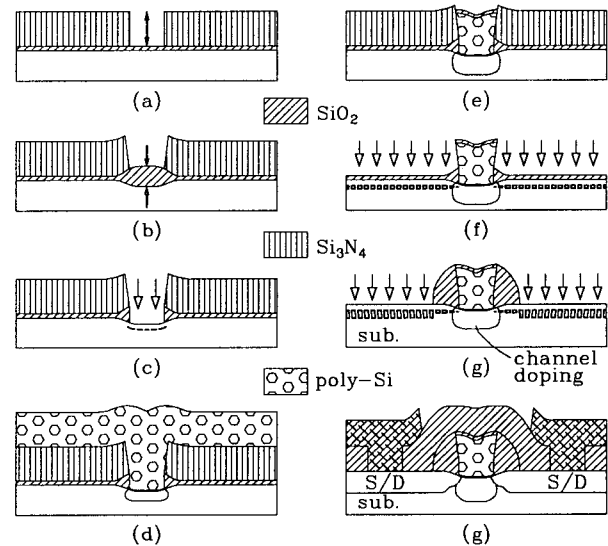 (a)
(e)
SiO2
(b)
(f)
Si3N4
(c)
sub.
(g)
channel
doping
poly-Si
(d)
S/D
S/D
sub.
(g)